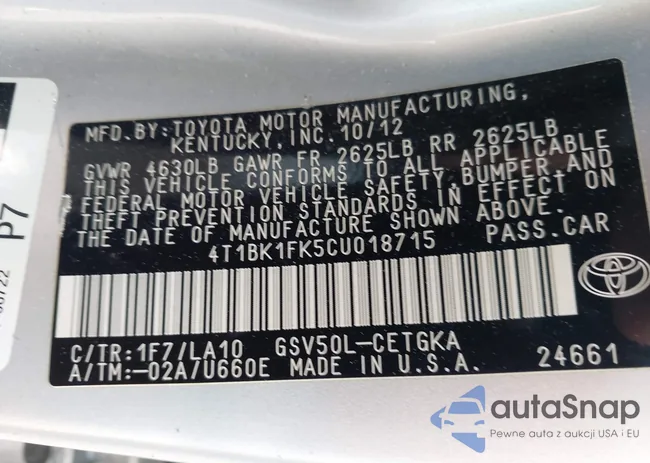 MFD.BY:TOYOTA MOTOR MANUFACTURING,
KENTUCKY, INC. 10/12
GVWR 4630LB GAWR FR 2625LB RR 2625LB
THIS VEHICLE CONFORMS TO ALL APPLICABLE
FEDERAL MOTOR VEHICLE SAFETY,BUMPER,AND
THEFT PREVENTION STANDARDS IN EFFECT ON
THE DATE OF MANUFACTURE SHOWN ABOVE.
4T1BK1FK5CU018715 PASS.CAR
C/TR:1F7/LA10 GSV50L-CETGKA
A/TM:-02A/U660E MADE IN U.S.A. 24661
P7
autaSnap
Pewne auta z aukcji USA i EU